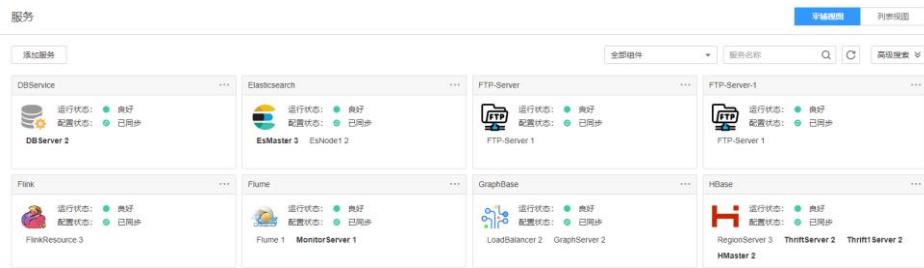 服务
平铺视图 列表视图
添加服务 全部组件 服务名称 高级搜索
DBService ··· Elasticsearch ··· FTP-Server ··· FTP-Server-1 ···
运行状态： 良好 运行状态： 良好 运行状态： 良好 运行状态： 良好
配置状态： 已同步 配置状态： 已同步 配置状态： 已同步 配置状态： 已同步
DBServer 2 EsMaster 3 EsNode1 2 FTP-Server 1 FTP-Server 1
FTP FTP
Flink ··· Flume ··· GraphBase ··· HBase ···
运行状态： 良好 运行状态： 良好 运行状态： 良好 运行状态： 良好
配置状态： 已同步 配置状态： 已同步 配置状态： 已同步 配置状态： 已同步
FlinkResource 3 Flume 1 MonitorServer 1 LoadBalancer 2 GraphServer 2 RegionServer 3 ThriftServer 2 Thrift1Server 2
HMaster 2